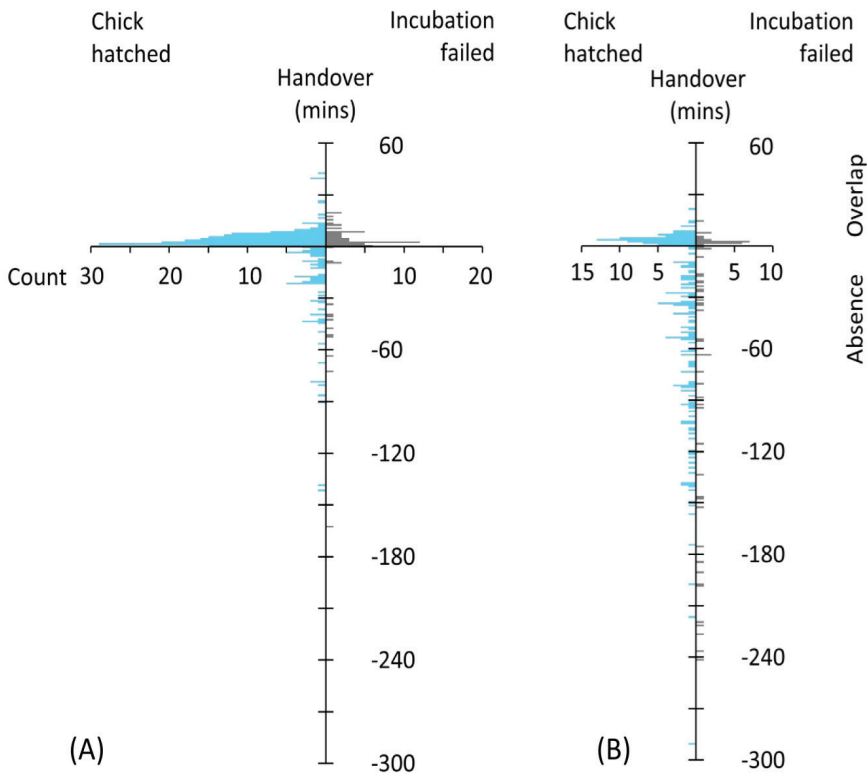 Chick
hatched
Incubation
failed
Handover
(mins)
60
Count
30
20
10
10
20
-60
-120
-180
-240
-300
(A)
Chick
hatched
Incubation
failed
Handover
(mins)
60
15
10
5
5
10
-60
-120
-180
-240
-300
(B)
Overlap
Absence